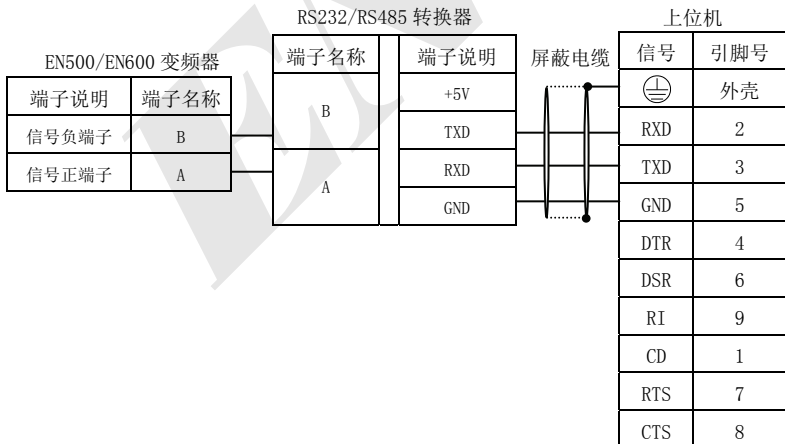 RS232/RS485 转换器
上位机
EN500/EN600 变频器
端子名称 端子说明
屏蔽电缆
信号 引脚号
端子说明 端子名称
信号负端子 B
信号正端子 A
B
A
+5V
TXD
RXD
GND
外壳
RXD 2
TXD 3
GND 5
DTR 4
DSR 6
RI 9
CD 1
RTS 7
CTS 8